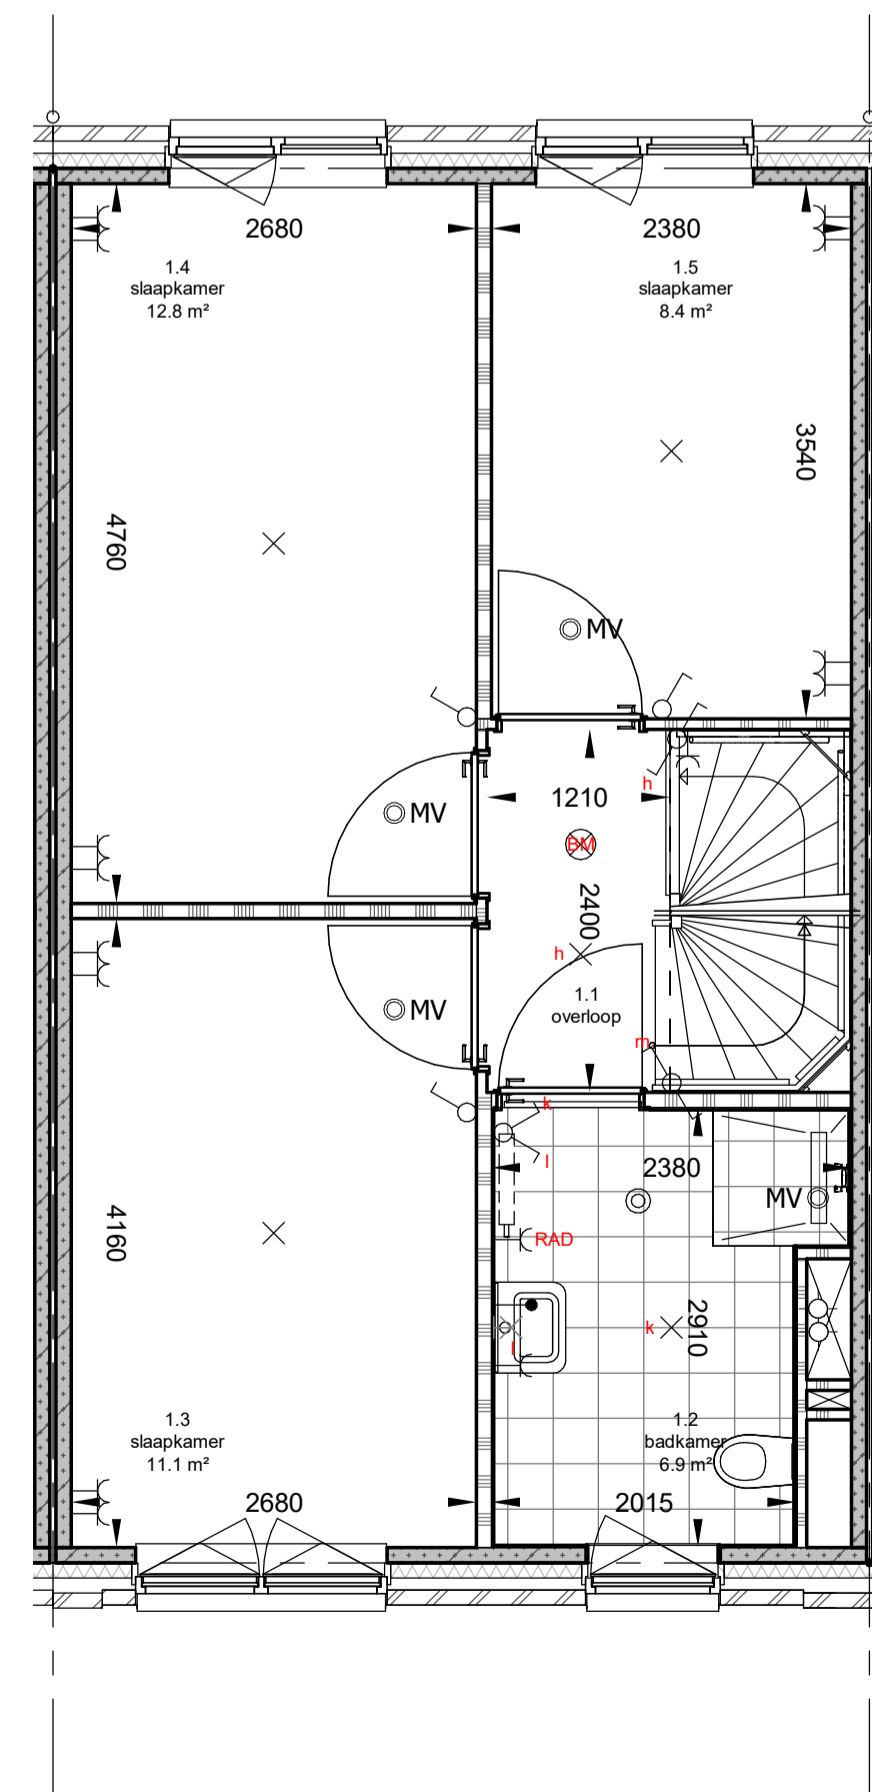 2680
2380
1.4
slaapkamer
12.8 m²
1.5
slaapkamer
8.4 m²
3540
4760
MV
h
1210
MV
BM
2400
h
1.1
overloop
MV
m
k
l
2380
MV
RAD
4160
k
2910
l
1.3
slaapkamer
11.1 m²
1.2
badkamer
6.9 m²
2680
2015